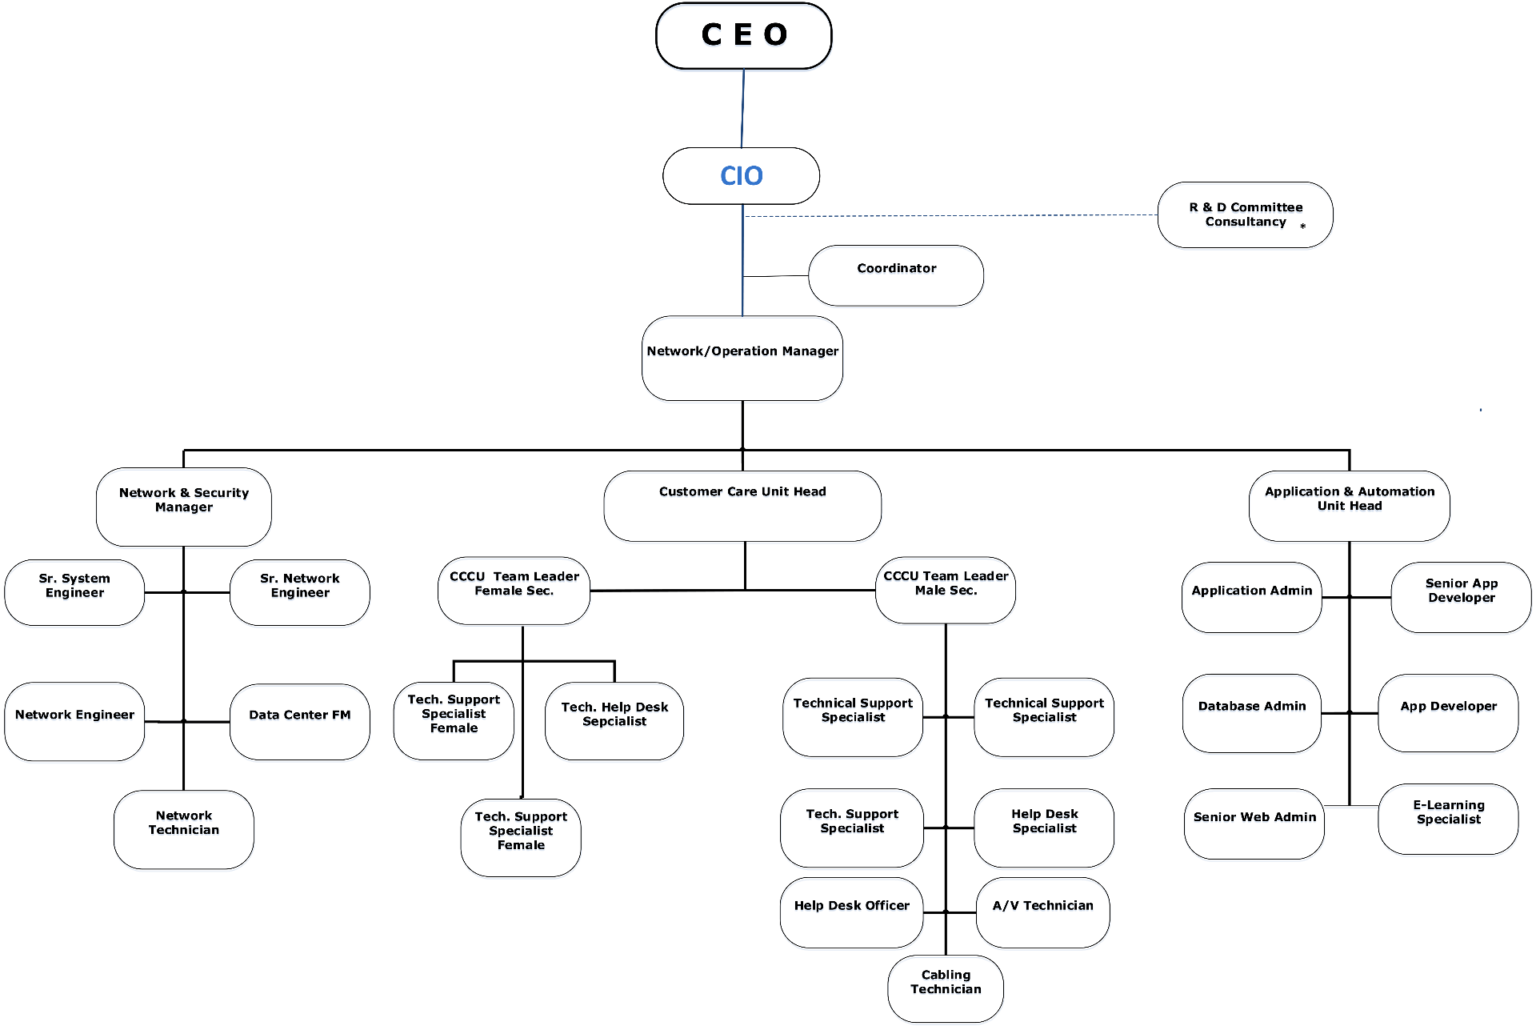 C E O
CIO
R & D Committee
Consultancy *
Coordinator
Network/Operation Manager
Network & Security
Manager
Customer Care Unit Head
Application & Automation
Unit Head
Sr. System
Engineer
Sr. Network
Engineer
CCCU Team Leader
Female Sec.
CCCU Team Leader
Male Sec.
Application Admin
Senior App
Developer
Network Engineer
Data Center FM
Tech. Support
Specialist
Female
Tech. Help Desk
Sepcialist
Technical Support
Specialist
Technical Support
Specialist
Database Admin
App Developer
Network
Technician
Tech. Support
Specialist
Female
Tech. Support
Specialist
Help Desk
Specialist
Senior Web Admin
E-Learning
Specialist
Help Desk Officer
A/V Technician
Cabling
Technician